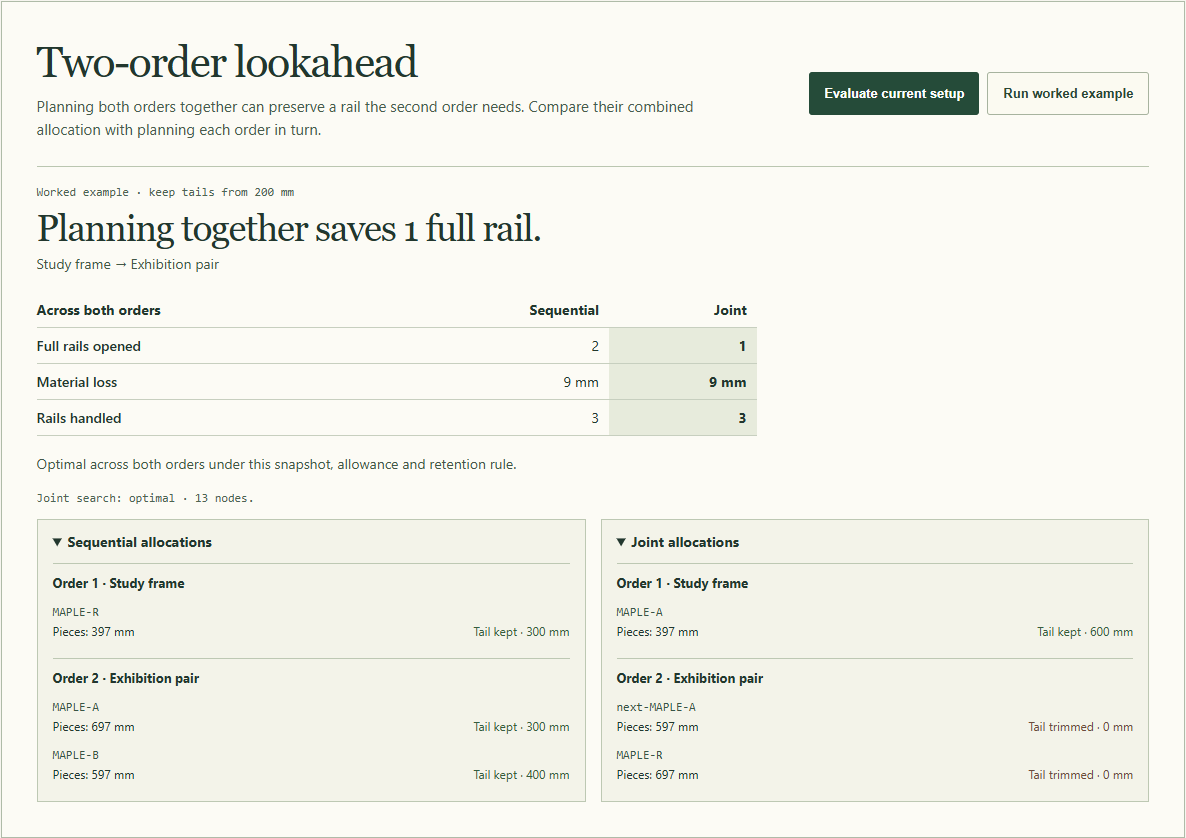 Two-order lookahead
Planning both orders together can preserve a rail the second order needs. Compare their combined
allocation with planning each order in turn.
Evaluate current setup
Run worked example
Worked example · keep tails from 200 mm
Planning together saves 1 full rail.
Study frame → Exhibition pair
Across both orders Sequential Joint
Full rails opened 2 1
Material loss 9 mm 9 mm
Rails handled 3 3
Optimal across both orders under this snapshot, allowance and retention rule.
Joint search: optimal · 13 nodes.
▼ Sequential allocations
Order 1 · Study frame
MAPLE-R
Pieces: 397 mm Tail kept · 300 mm
Order 2 · Exhibition pair
MAPLE-A
Pieces: 697 mm Tail kept · 300 mm
MAPLE-B
Pieces: 597 mm Tail kept · 400 mm
▼ Joint allocations
Order 1 · Study frame
MAPLE-A
Pieces: 397 mm Tail kept · 600 mm
Order 2 · Exhibition pair
next-MAPLE-A
Pieces: 597 mm Tail trimmed · 0 mm
MAPLE-R
Pieces: 697 mm Tail trimmed · 0 mm